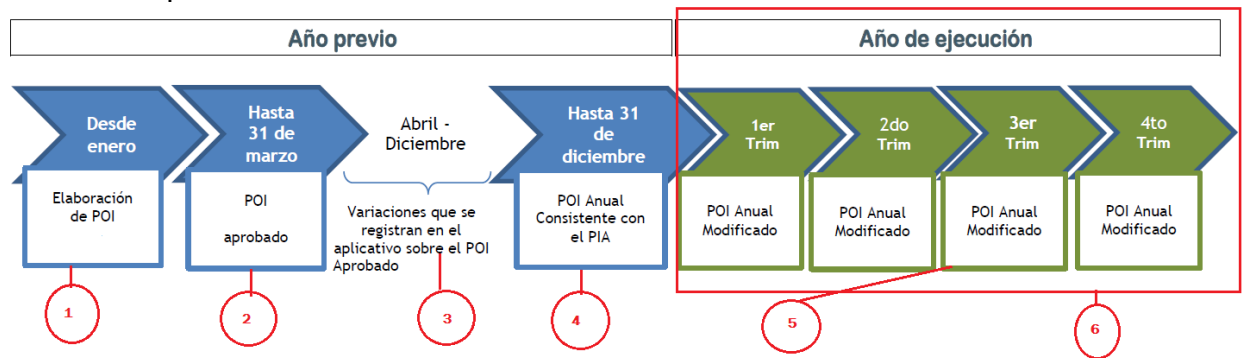 Año previo
Año de ejecución
Desde
enero
Hasta
31 de
marzo
Abril -
Diciembre
Hasta 31
de
diciembre
1er
Trim
2do
Trim
3er
Trim
4to
Trim
Elaboración
de POI
POI
aprobado
Variaciones que se
registran en el
aplicativo sobre el POI
Aprobado
POI Anual
Consistente con
el PIA
POI Anual
Modificado
POI Anual
Modificado
POI Anual
Modificado
POI Anual
Modificado
1
2
3
4
5
6